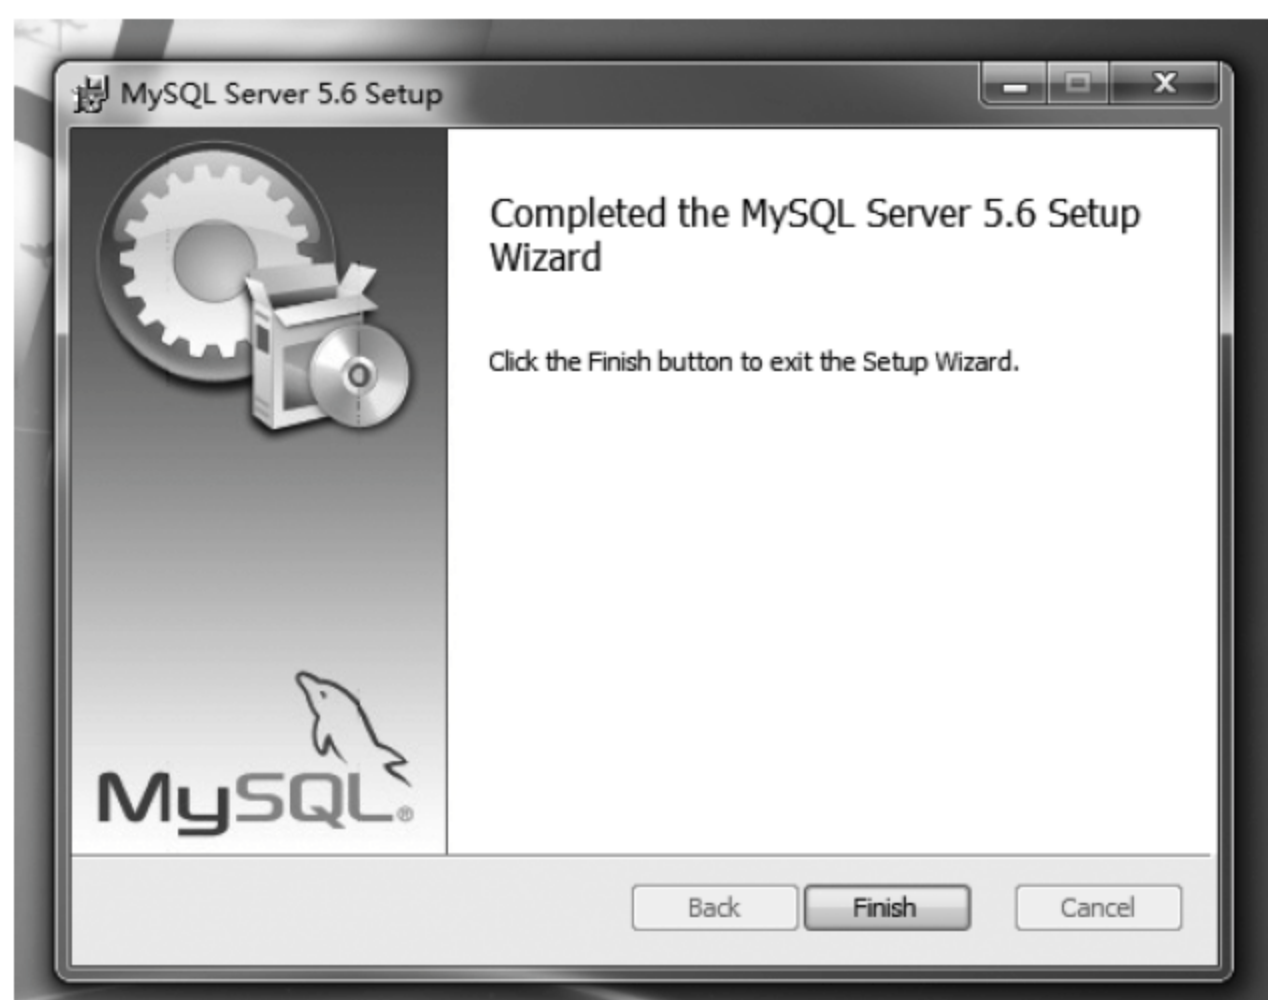 MySQL Server 5.6 Setup
Completed the MySQL Server 5.6 Setup
Wizard
Click the Finish button to exit the Setup Wizard.
MySQL®
Back Finish Cancel